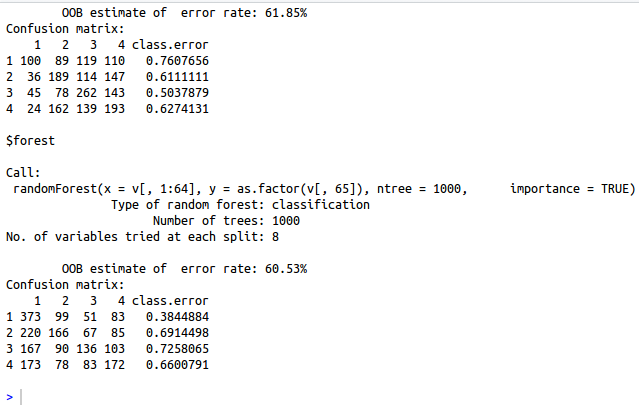 OOB estimate of  error rate: 61.85%
Confusion matrix:
    1   2   3   4 class.error
1 100  89 119 110   0.7607656
2  36 189 114 147   0.6111111
3  45  78 262 143   0.5037879
4  24 162 139 193   0.6274131
$forest
Call:
 randomForest(x = v[, 1:64], y = as.factor(v[, 65]), ntree = 1000,      importance = TRUE)
               Type of random forest: classification
                     Number of trees: 1000
No. of variables tried at each split: 8
        OOB estimate of  error rate: 60.53%
Confusion matrix:
    1   2   3   4 class.error
1 373  99  51  83   0.3844884
2 220 166  67  85   0.6914498
3 167  90 136 103   0.7258065
4 173  78  83 172   0.6600791
>